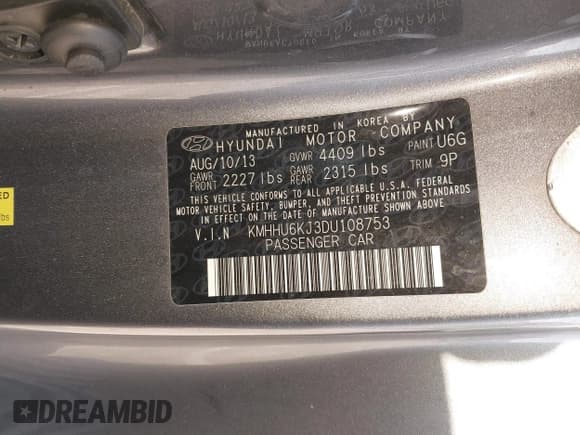 MANUFACTURED IN KOREA BY
HYUNDAI MOTOR COMPANY
AUG/10/13 GVWR 4409 lbs PAINT U6G
GAWR FRONT 2227 lbs GAWR REAR 2315 lbs TRIM 9P
THIS VEHICLE CONFORMS TO ALL APPLICABLE U.S.A. FEDERAL
MOTOR VEHICLE SAFETY, BUMPER, AND THEFT PREVENTION STANDARDS
IN EFFECT ON THE DATE OF MANUFACTURE SHOWN ABOVE.
V.I.N KMHHU6KJ3DU108753
PASSENGER CAR
lbs
DREAMBID